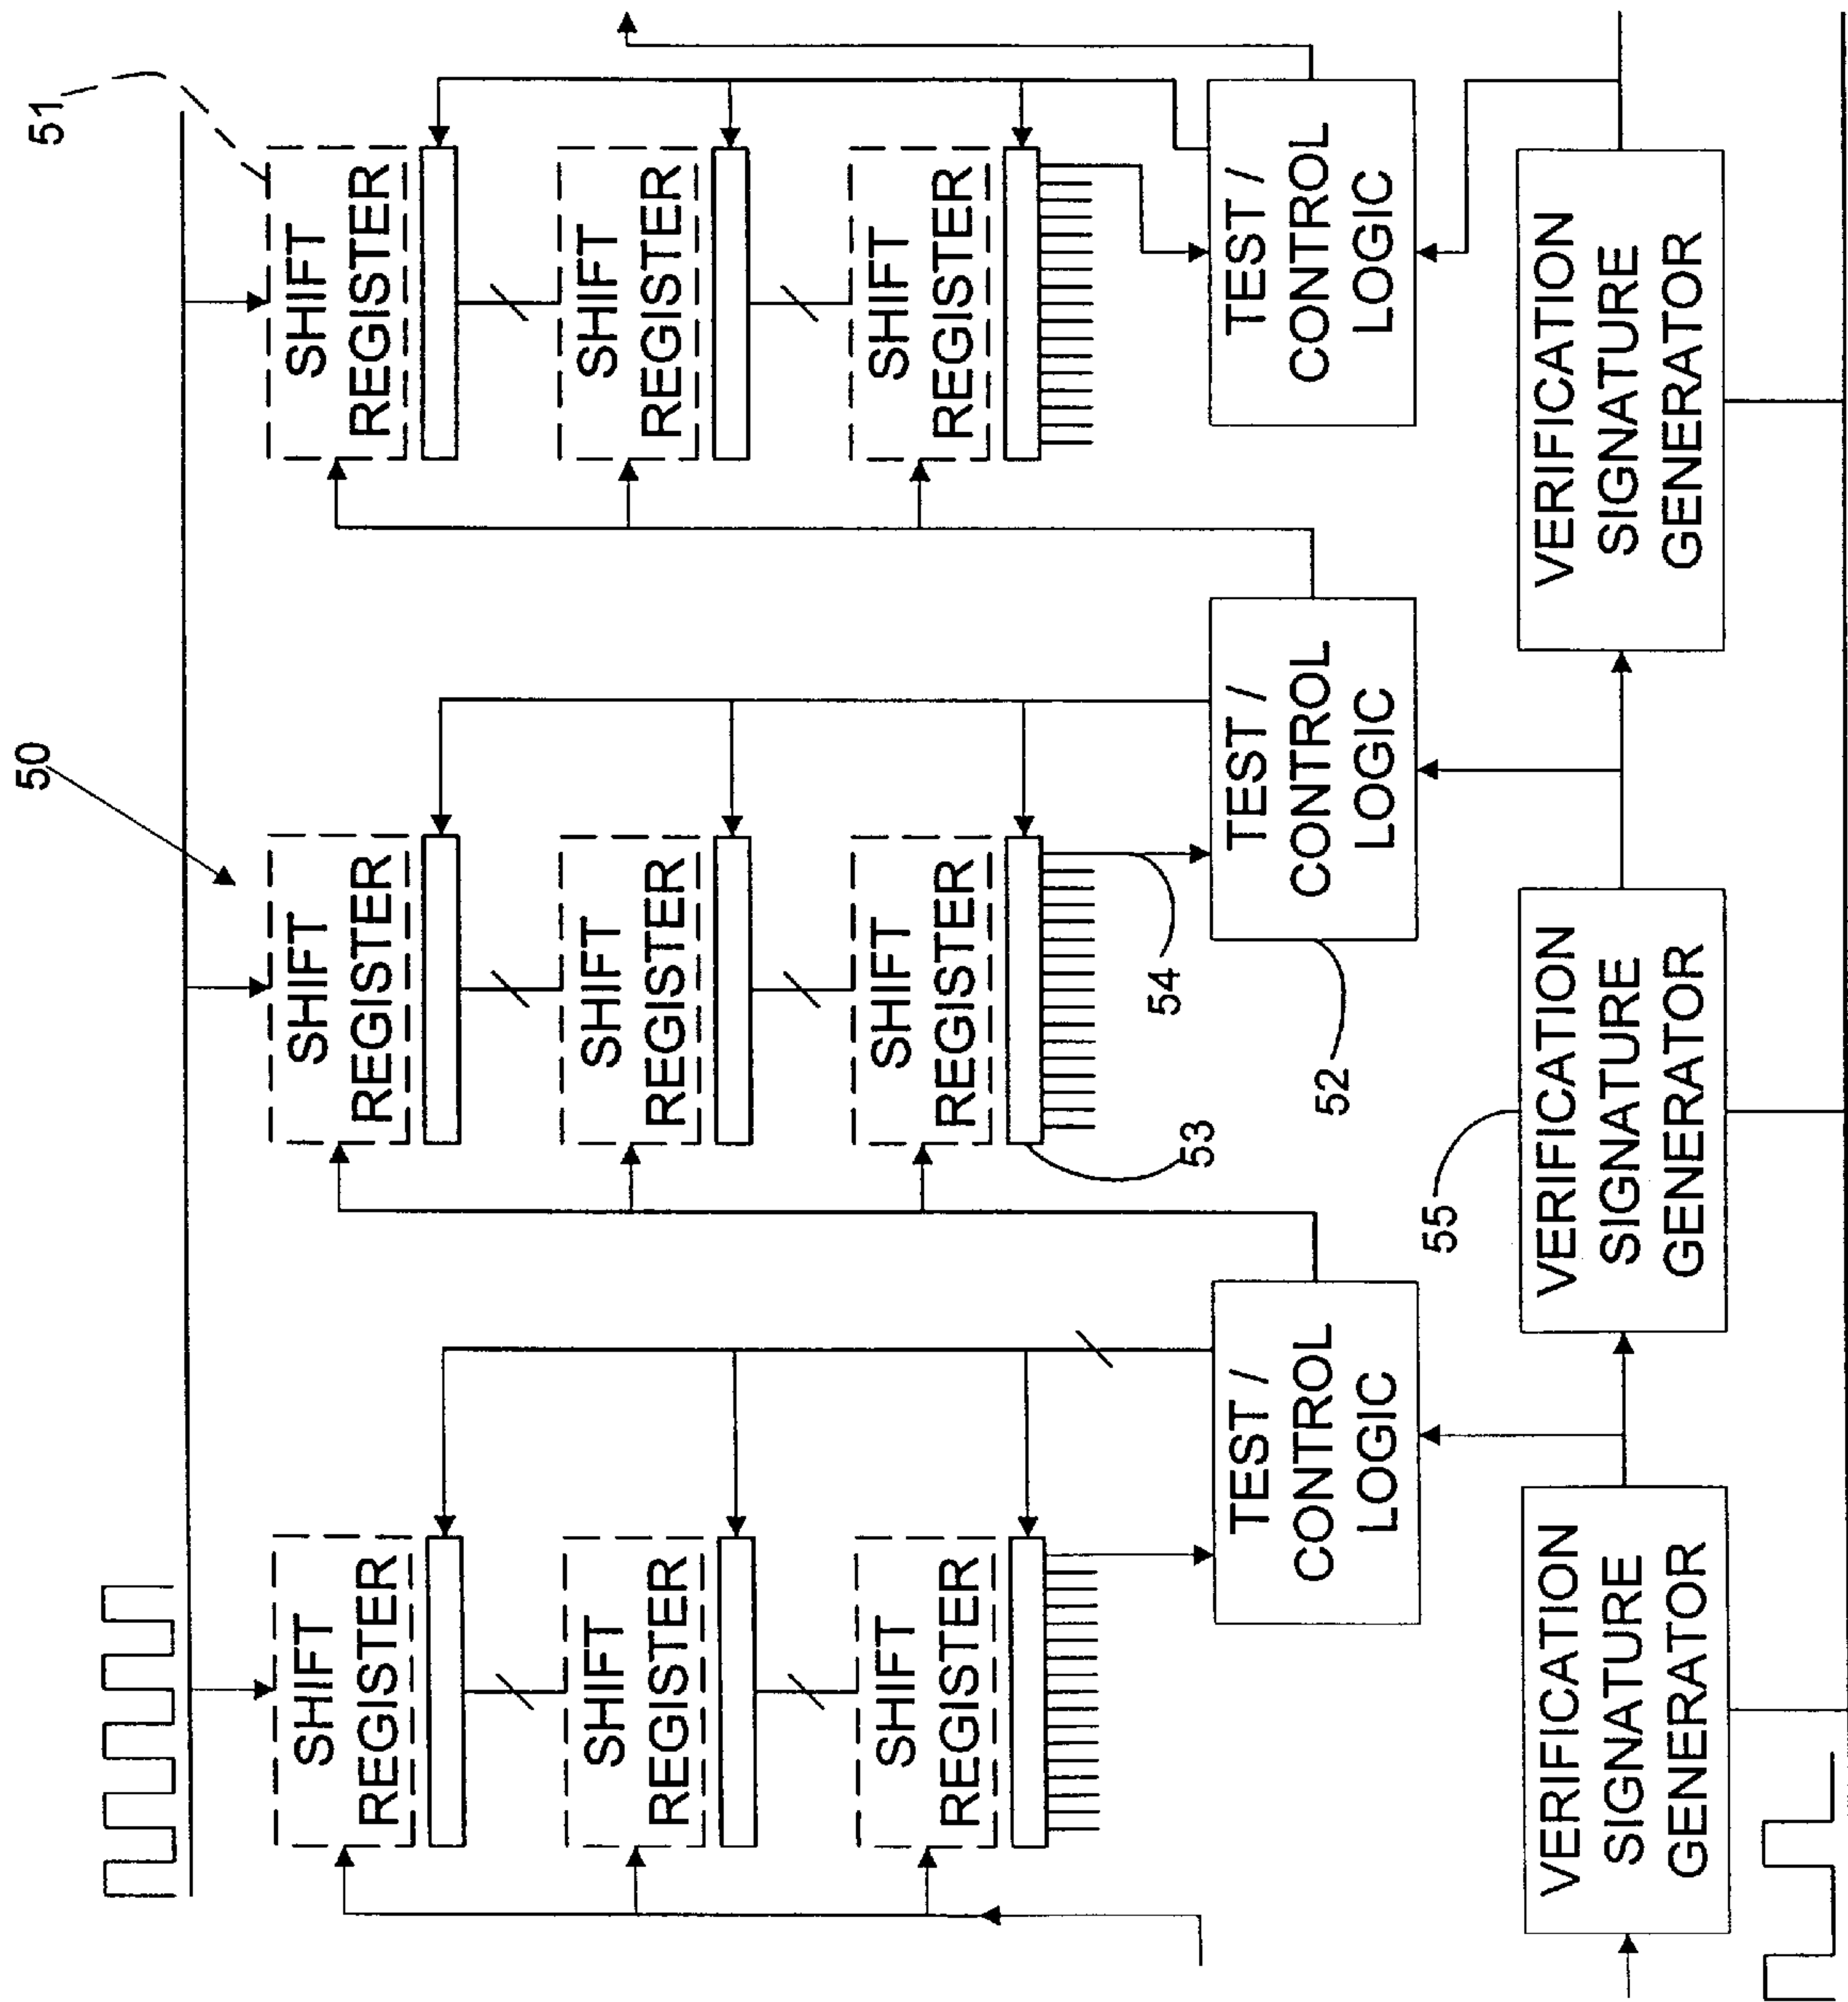 51
50
SHIFT
REGISTER
SHIFT
REGISTER
SHIFT
REGISTER
SHIFT
REGISTER
SHIFT
REGISTER
SHIFT
REGISTER
SHIFT
REGISTER
SHIFT
REGISTER
SHIFT
REGISTER
53
54
52
TEST /
CONTROL
LOGIC
TEST /
CONTROL
LOGIC
TEST /
CONTROL
LOGIC
55
VERIFICATION
SIGNATURE
GENERATOR
VERIFICATION
SIGNATURE
GENERATOR
VERIFICATION
SIGNATURE
GENERATOR